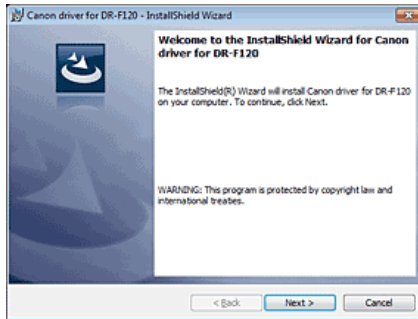 Canon driver for DR-F120 - InstallShield Wizard
Welcome to the InstallShield Wizard for Canon
driver for DR-F120
The InstallShield(R) Wizard will install Canon driver for DR-F120
on your computer. To continue, click Next.
WARNING: This program is protected by copyright law and
international treaties.
< Back
Next >
Cancel